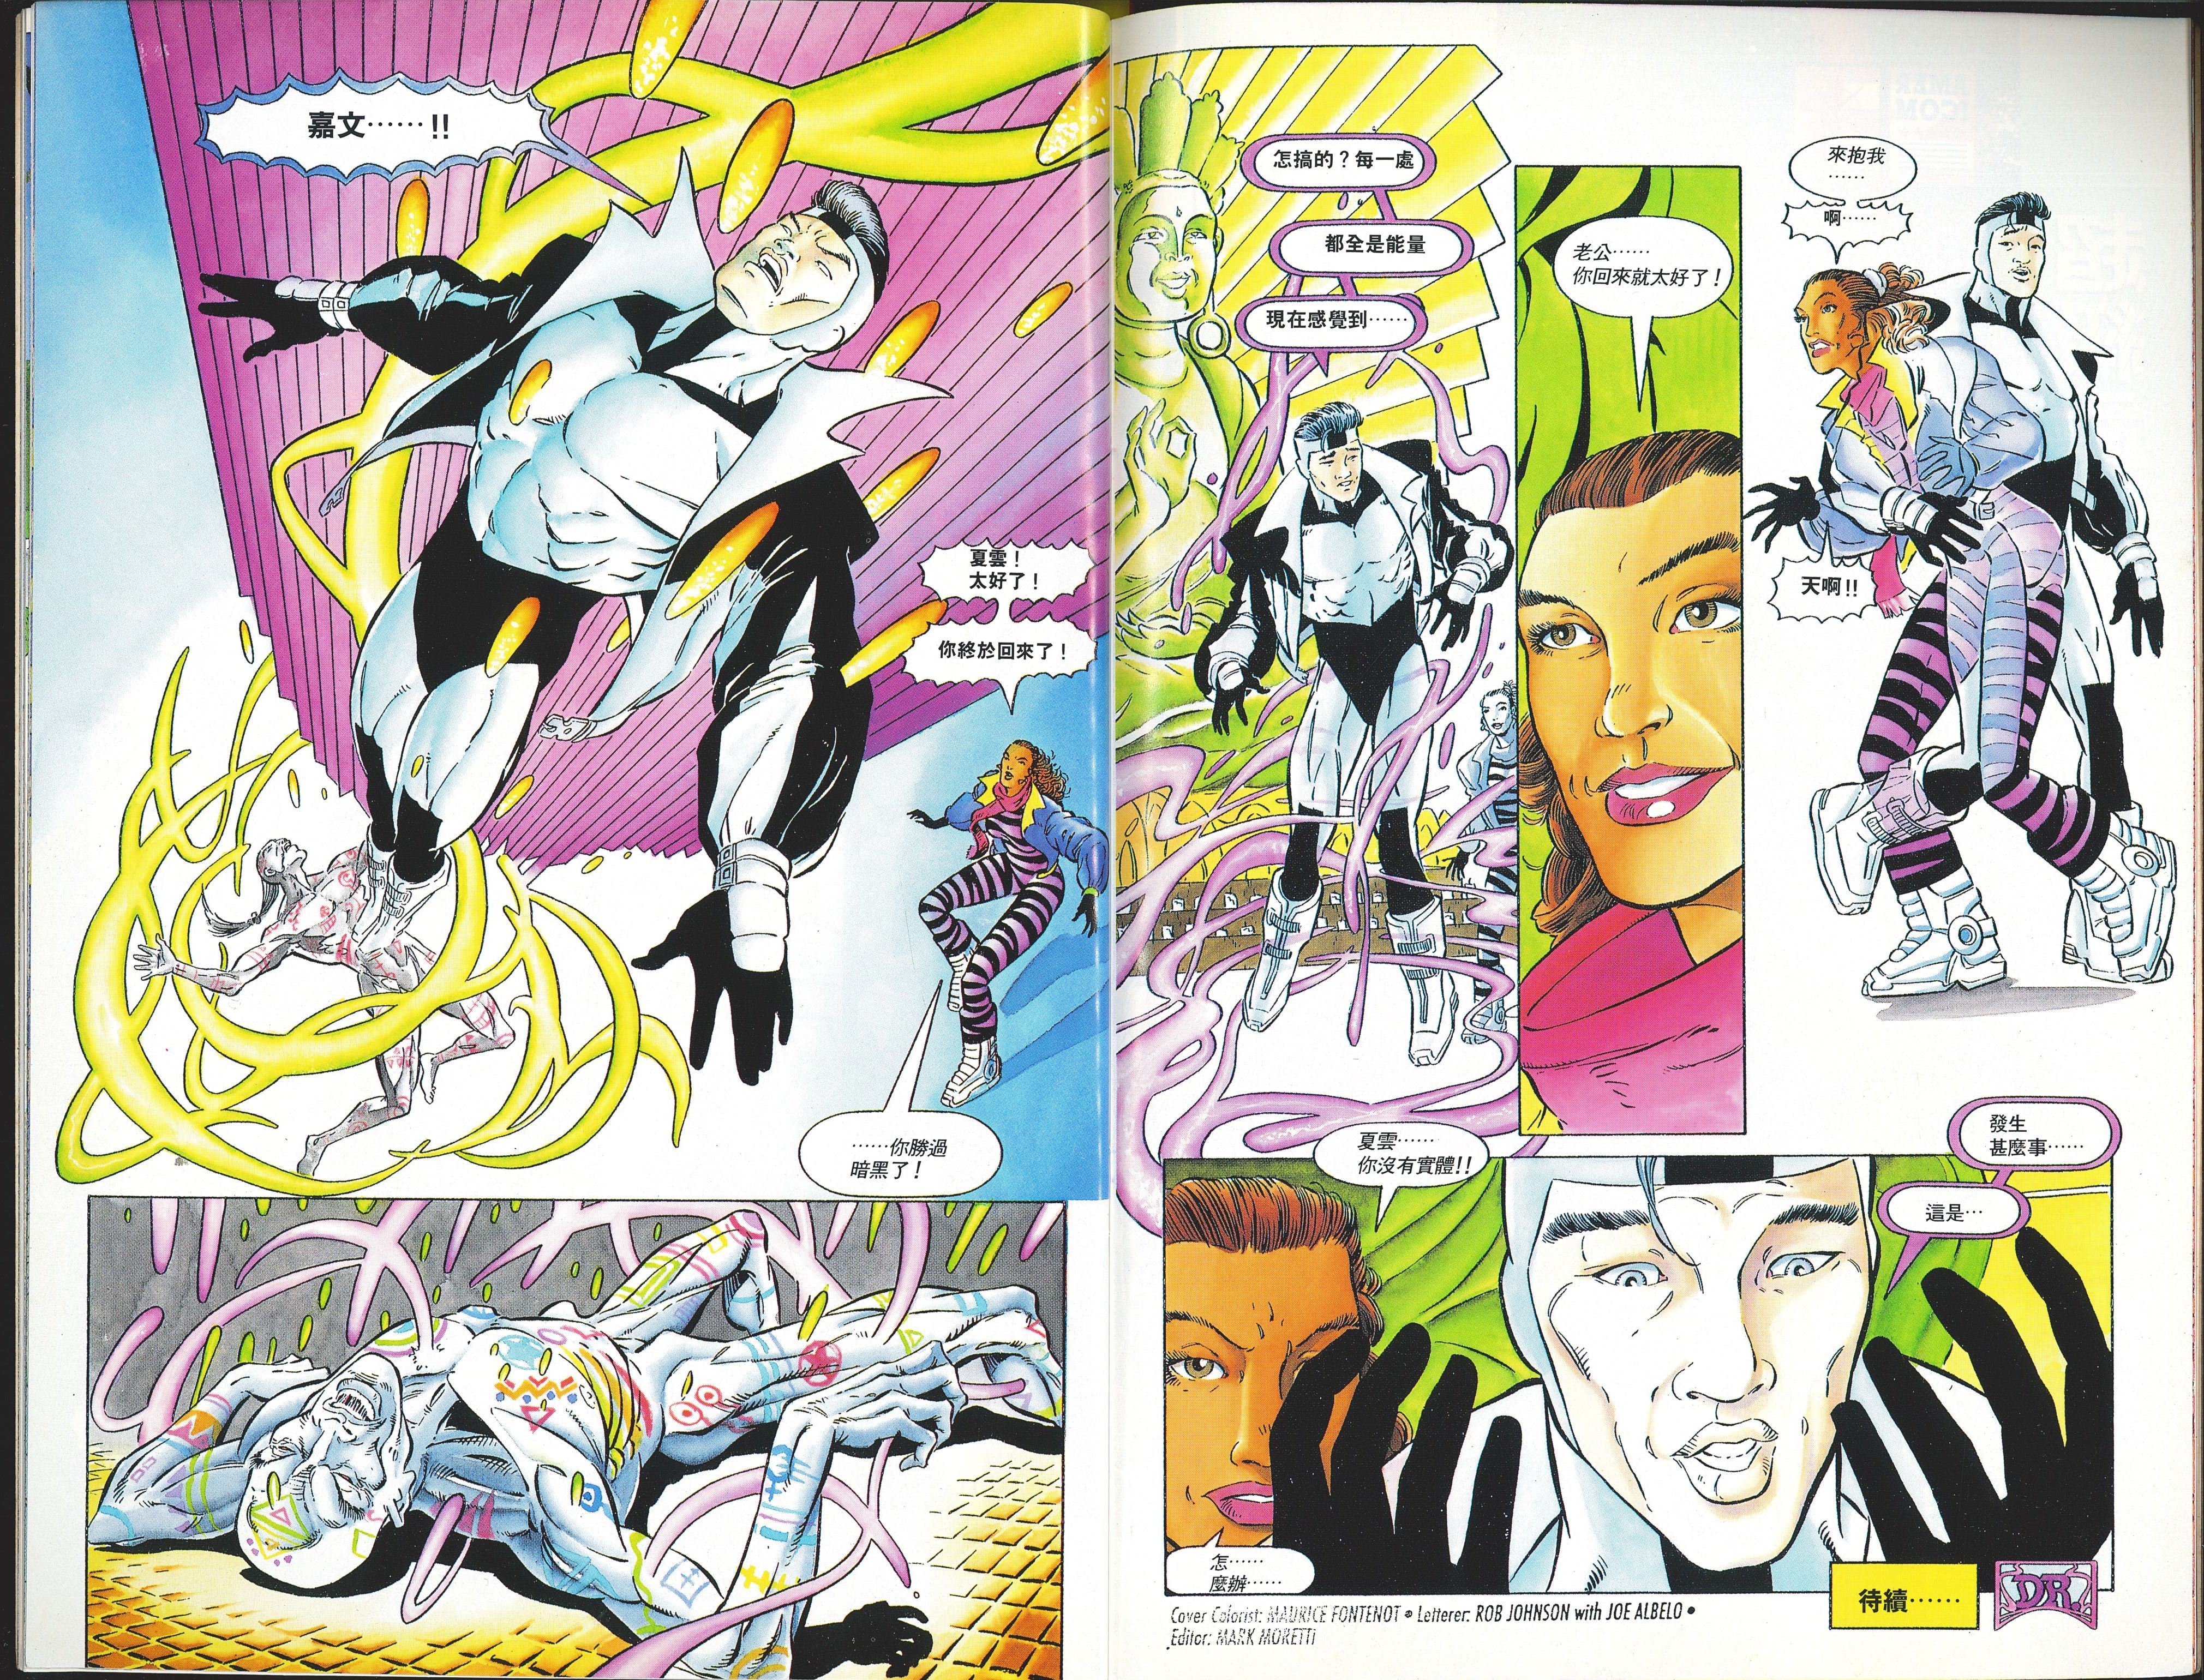 嘉文……!!
夏雲!
太好了!
你終於回來了!
……你勝過
暗黑了!
怎搞的?每一處
都全是能量
現在感覺到……
老公……
你回來就太好了!
來抱我
……
啊……
天啊!!
夏雲……
你沒有實體!!
發生
甚麼事……
這是…
怎……
麼辦……
待續……
DR.
Cover Colorist: MAURICE FONTENOT • Letterer: ROB JOHNSON with JOE ALBELO •
Editor: MARK MORETTI